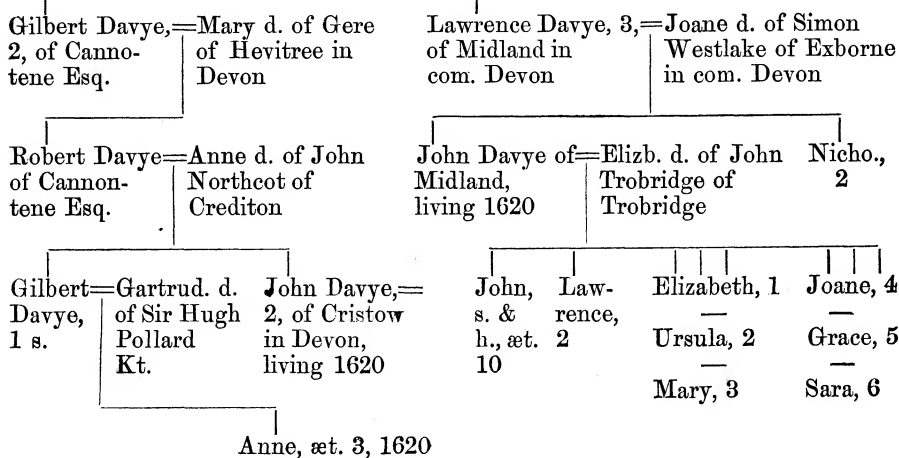 Gilbert Davye,=Mary d. of Gere
2, of Canno-
of Hevitree in
tene Esq.
Devon
Lawrence Davye, 3,=Joane d. of Simon
of Midland in
Westlake of Exborne
com. Devon
in com. Devon
Robert Davye=Anne d. of John
of Cannon-
Northcot of
tene Esq.
Crediton
John Davye of=Elizb. d. of John
Midland,
Trobridge of
living 1620
Trobridge
Nicho.,
2
Gilbert=Gartrud. d.
Davye,
of Sir Hugh
1 s.
Pollard
Kt.
John Davye,=
2, of Cristow
in Devon,
living 1620
John,
s. &
h., æt.
10
Law-
rence,
2
Elizabeth, 1
Ursula, 2
Mary, 3
Joane, 4
Grace, 5
Sara, 6
Anne, æt. 3, 1620